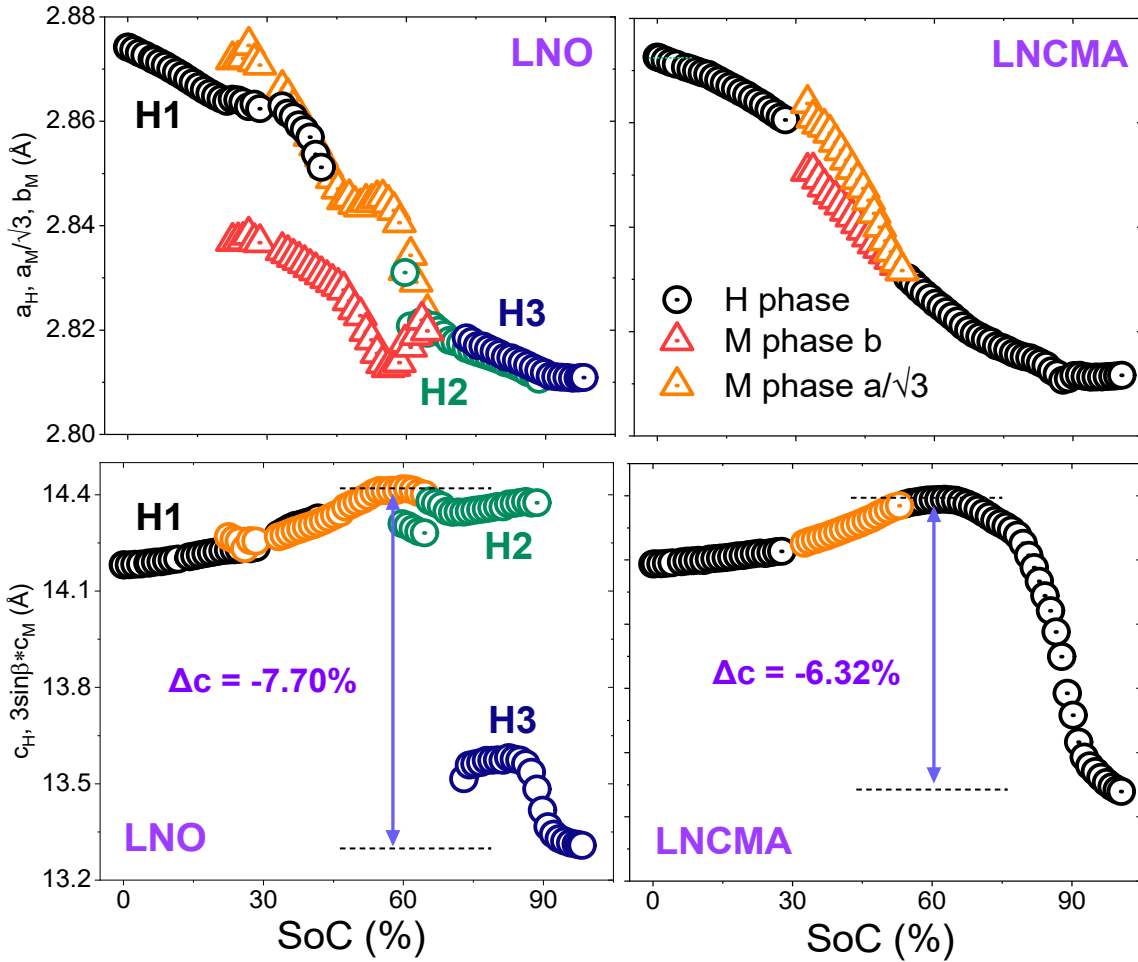 2.88
2.86
2.84
2.82
2.80
a_H, a_M/√3, b_M (Å)
LNO
H1
H2
H3
LNCMA
H phase
M phase b
M phase a/√3
14.4
14.1
13.8
13.5
13.2
c_H, 3sinβ*c_M (Å)
H1
H2
Δc = -7.70%
H3
LNO
0 30 60 90
SoC (%)
Δc = -6.32%
LNCMA
0 30 60 90
SoC (%)